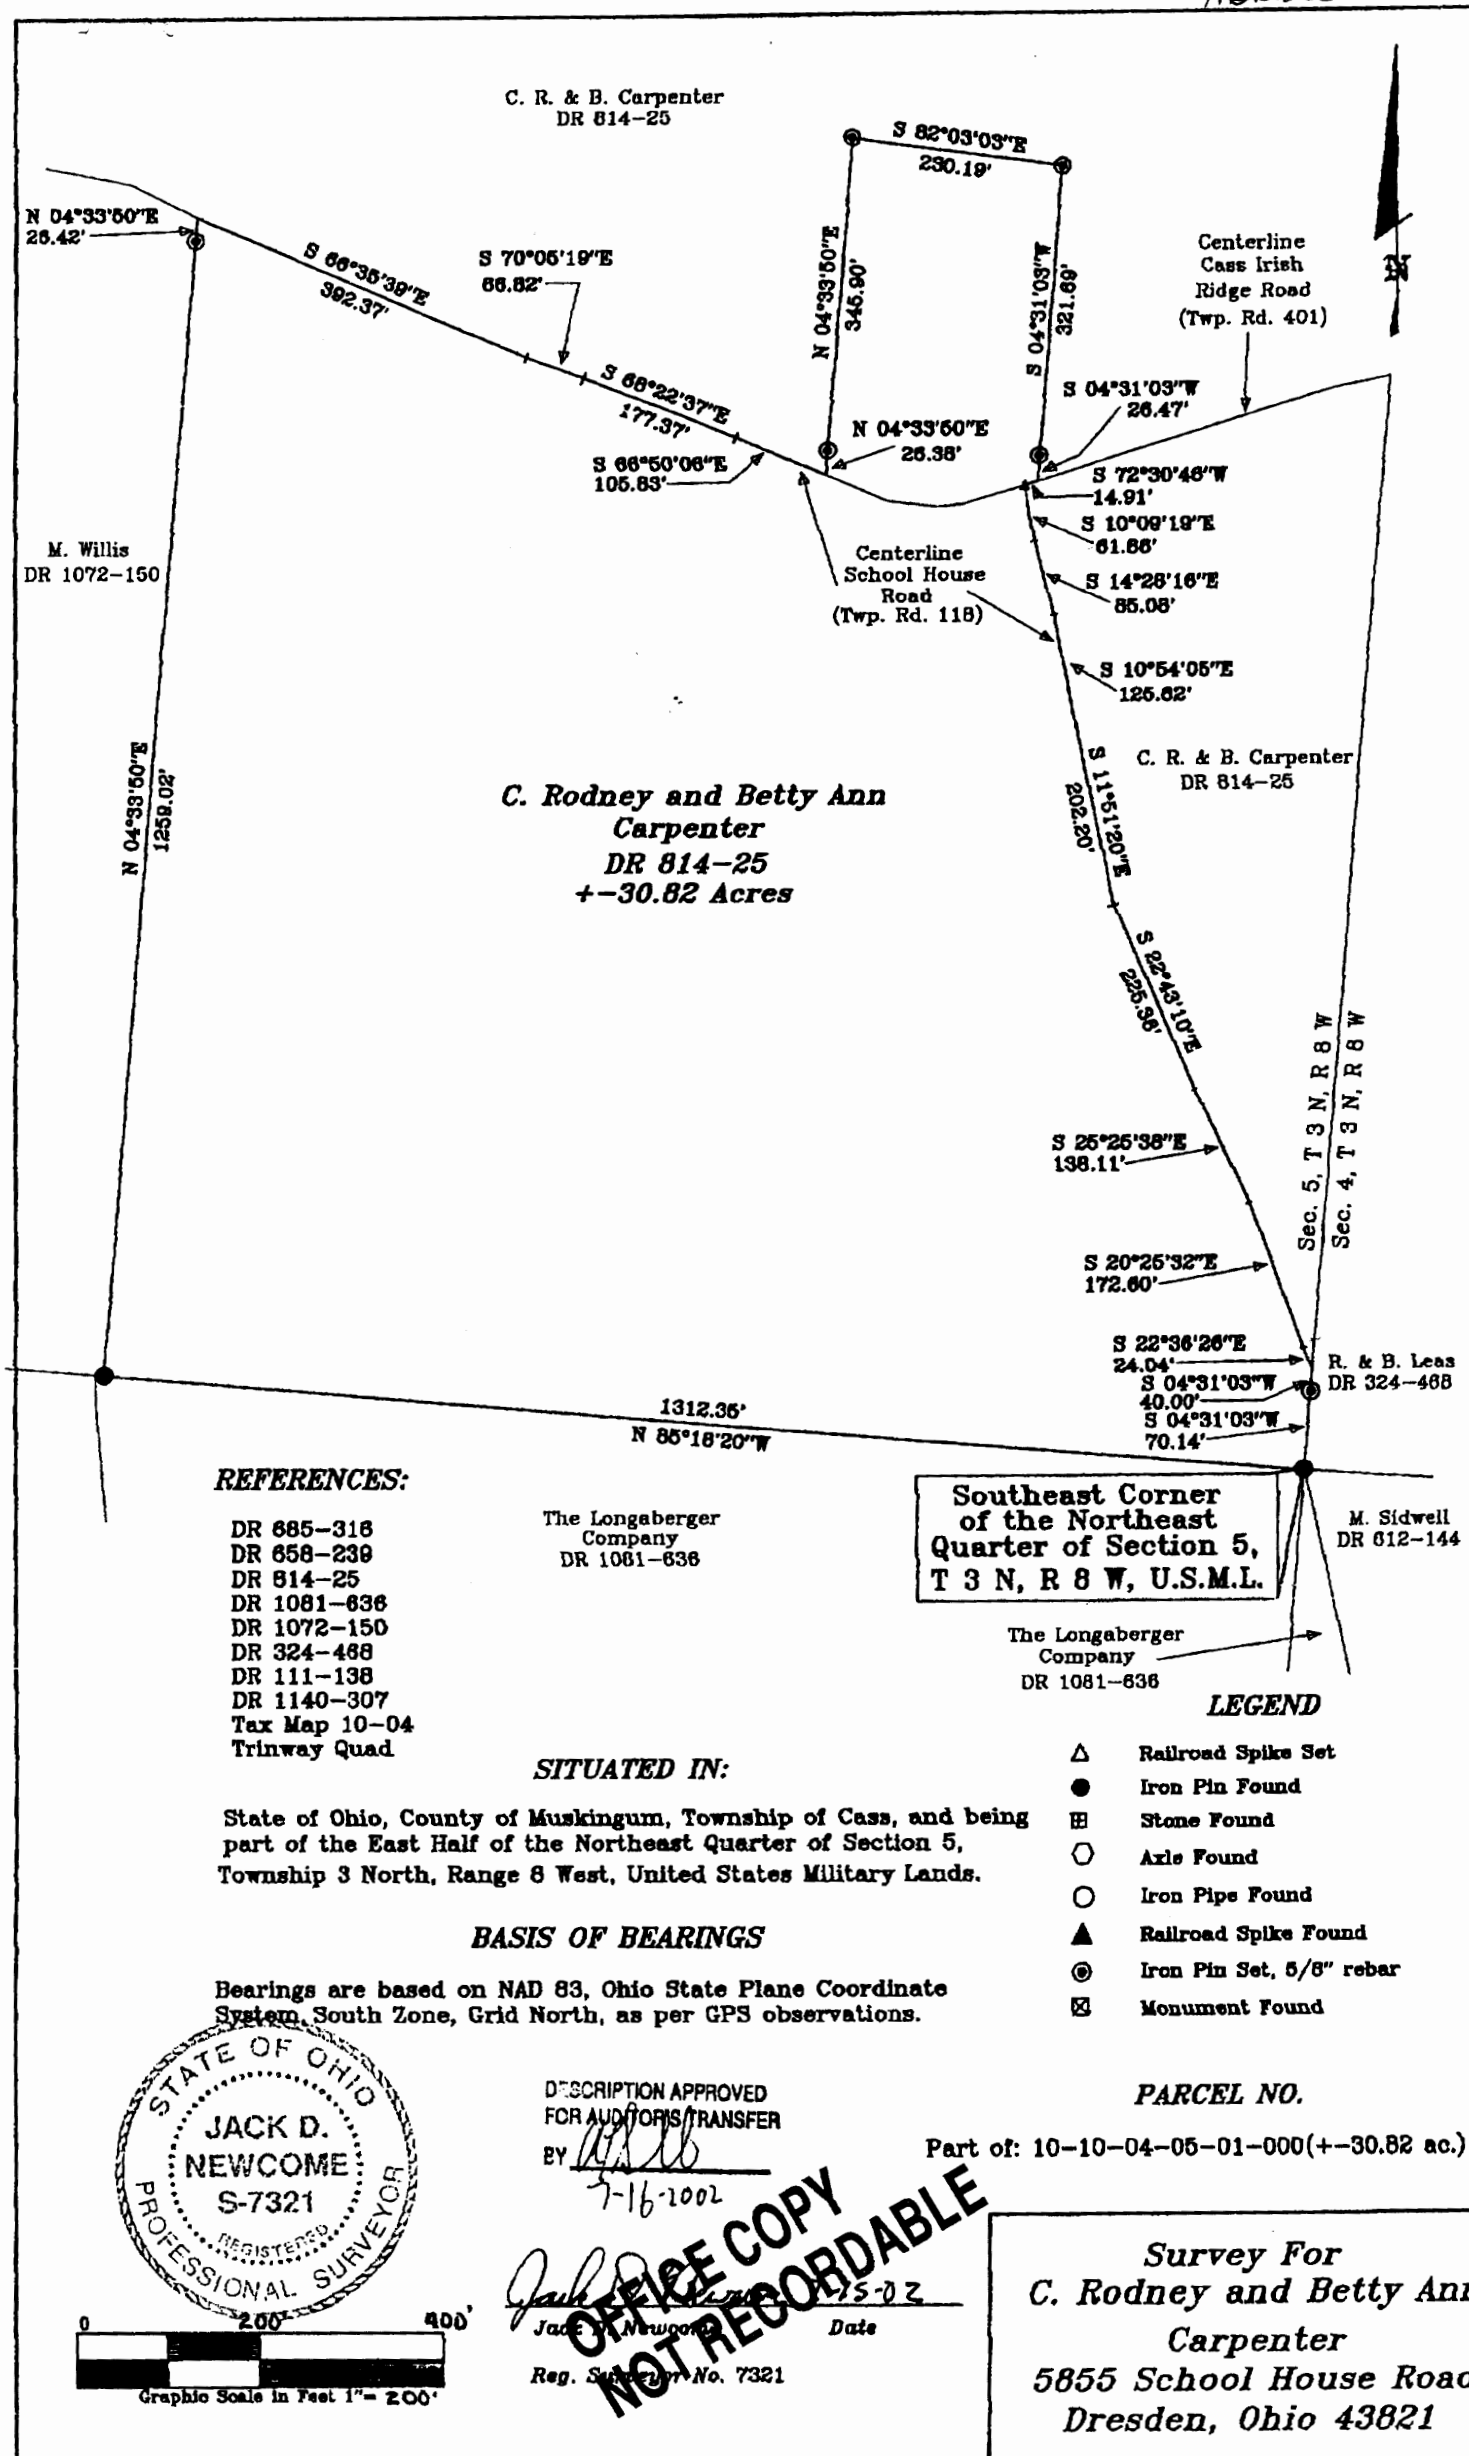 C. R. & B. Carpenter
DR 814-25
S 82°03'03"E
230.19'
N 04°33'50"E
26.42'
S 66°35'39"E
392.37'
S 70°05'19"E
66.82'
S 68°22'37"E
177.37'
S 66°50'06"E
105.83'
N 04°33'50"E
345.90'
S 04°31'03"W
321.69'
N 04°33'50"E
26.38'
S 04°31'03"W
26.47'
Centerline
Cass Irish
Ridge Road
(Twp. Rd. 401)
N
S 72°30'46"W
14.91'
S 10°09'19"E
61.86'
S 14°28'16"E
85.08'
S 10°54'05"E
125.62'
Centerline
School House
Road
(Twp. Rd. 118)
M. Willis
DR 1072-150
N 04°33'50"E
1259.02'
C. Rodney and Betty Ann
Carpenter
DR 814-25
+-30.82 Acres
C. R. & B. Carpenter
DR 814-25
S 11°51'20"E
202.20'
S 22°43'10"E
225.36'
Sec. 5, T 3 N, R 8 W
Sec. 4, T 3 N, R 8 W
S 25°25'38"E
138.11'
S 20°25'32"E
172.60'
S 22°36'26"E
24.04'
S 04°31'03"W
40.00'
S 04°31'03"W
70.14'
R. & B. Leas
DR 324-468
1312.35'
N 85°18'20"W
REFERENCES:
DR 685-316
DR 658-239
DR 814-25
DR 1081-636
DR 1072-150
DR 324-468
DR 111-138
DR 1140-307
Tax Map 10-04
Trinway Quad
The Longaberger
Company
DR 1081-636
Southeast Corner
of the Northeast
Quarter of Section 5,
T 3 N, R 8 W, U.S.M.L.
M. Sidwell
DR 612-144
The Longaberger
Company
DR 1081-636
SITUATED IN:
State of Ohio, County of Muskingum, Township of Cass, and being
part of the East Half of the Northeast Quarter of Section 5,
Township 3 North, Range 8 West, United States Military Lands.
BASIS OF BEARINGS
Bearings are based on NAD 83, Ohio State Plane Coordinate
System, South Zone, Grid North, as per GPS observations.
LEGEND
Railroad Spike Set
Iron Pin Found
Stone Found
Axle Found
Iron Pipe Found
Railroad Spike Found
Iron Pin Set, 5/8" rebar
Monument Found
STATE OF OHIO
JACK D.
NEWCOME
S-7321
REGISTERED
PROFESSIONAL SURVEYOR
DESCRIPTION APPROVED
FOR AUDITOR'S TRANSFER
BY
7-16-2002
PARCEL NO.
Part of: 10-10-04-05-01-000(+-30.82 ac.)
OFFICE COPY
NOT RECORDABLE
Jack D. Newcome
Date
Reg. Surveyor No. 7321
0 200' 400'
Graphic Scale in Feet 1"= 200'
Survey For
C. Rodney and Betty Ann
Carpenter
5855 School House Road
Dresden, Ohio 43821